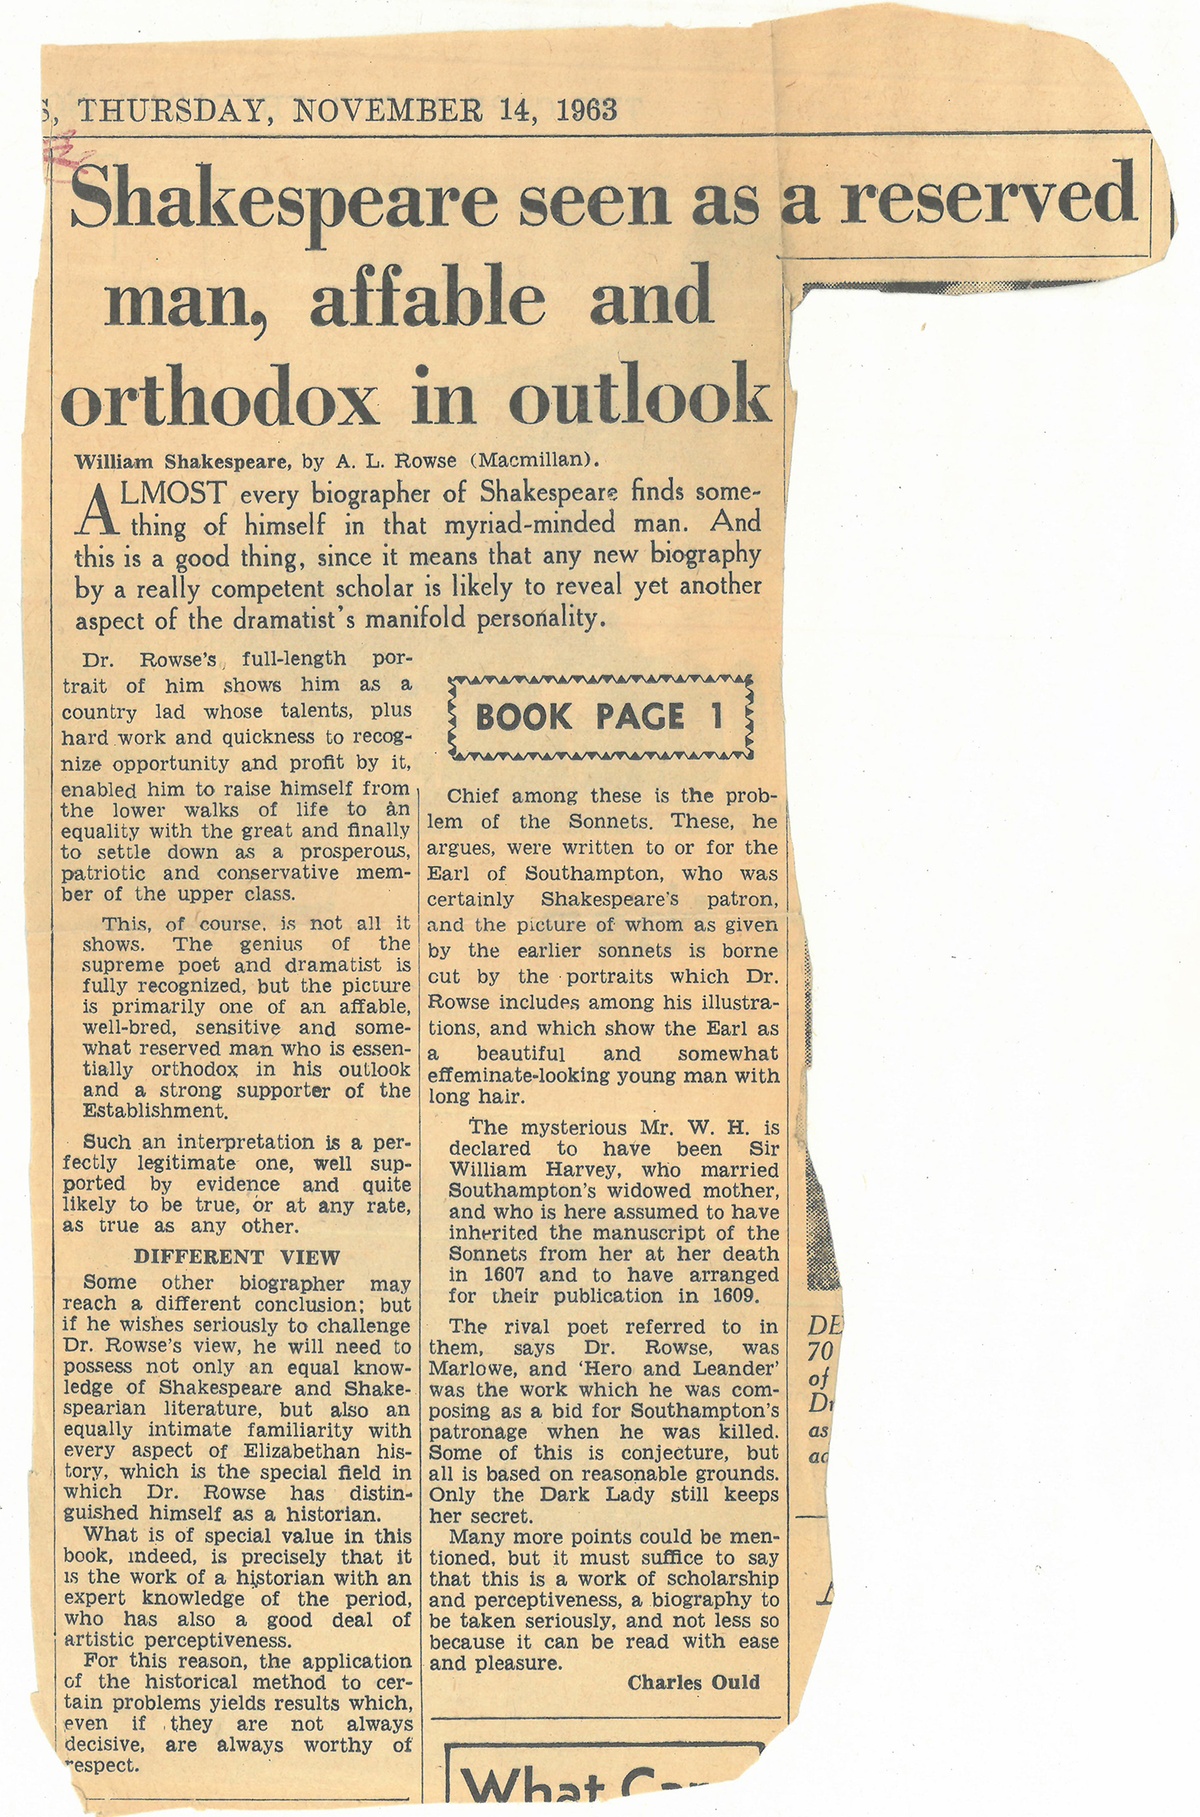 S, THURSDAY, NOVEMBER 14, 1963
Shakespeare seen as a reserved
man, affable and
orthodox in outlook
William Shakespeare, by A. L. Rowse (Macmillan).
ALMOST every biographer of Shakespeare finds some-
thing of himself in that myriad-minded man. And
this is a good thing, since it means that any new biography
by a really competent scholar is likely to reveal yet another
aspect of the dramatist's manifold personality.
Dr. Rowse's full-length por-
trait of him shows him as a
country lad whose talents, plus
hard work and quickness to recog-
nize opportunity and profit by it,
enabled him to raise himself from
the lower walks of life to an
equality with the great and finally
to settle down as a prosperous,
patriotic and conservative mem-
ber of the upper class.
This, of course, is not all it
shows. The genius of the
supreme poet and dramatist is
fully recognized, but the picture
is primarily one of an affable,
well-bred, sensitive and some-
what reserved man who is essen-
tially orthodox in his outlook
and a strong supporter of the
Establishment.
Such an interpretation is a per-
fectly legitimate one, well sup-
ported by evidence and quite
likely to be true, or at any rate,
as true as any other.
DIFFERENT VIEW
Some other biographer may
reach a different conclusion; but
if he wishes seriously to challenge
Dr. Rowse's view, he will need to
possess not only an equal know-
ledge of Shakespeare and Shake-
spearian literature, but also an
equally intimate familiarity with
every aspect of Elizabethan his-
tory, which is the special field in
which Dr. Rowse has distin-
guished himself as a historian.
What is of special value in this
book, indeed, is precisely that it
is the work of a historian with an
expert knowledge of the period,
who has also a good deal of
artistic perceptiveness.
For this reason, the application
of the historical method to cer-
tain problems yields results which,
even if they are not always
decisive, are always worthy of
respect.
BOOK PAGE 1
Chief among these is the prob-
lem of the Sonnets. These, he
argues, were written to or for the
Earl of Southampton, who was
certainly Shakespeare's patron,
and the picture of whom as given
by the earlier sonnets is borne
cut by the portraits which Dr.
Rowse includes among his illustra-
tions, and which show the Earl as
a beautiful and somewhat
effeminate-looking young man with
long hair.
The mysterious Mr. W. H. is
declared to have been Sir
William Harvey, who married
Southampton's widowed mother,
and who is here assumed to have
inherited the manuscript of the
Sonnets from her at her death
in 1607 and to have arranged
for their publication in 1609.
The rival poet referred to in
them, says Dr. Rowse, was
Marlowe, and 'Hero and Leander'
was the work which he was com-
posing as a bid for Southampton's
patronage when he was killed.
Some of this is conjecture, but
all is based on reasonable grounds.
Only the Dark Lady still keeps
her secret.
Many more points could be men-
tioned, but it must suffice to say
that this is a work of scholarship
and perceptiveness, a biography to
be taken seriously, and not less so
because it can be read with ease
and pleasure.
Charles Ould
What
DE
70
of
as